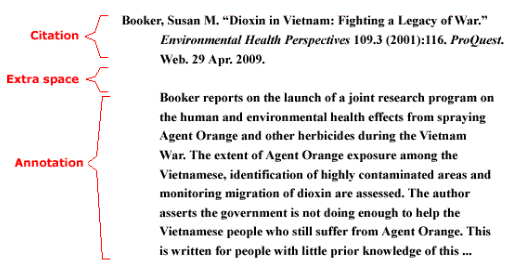 Citation
Booker, Susan M. “Dioxin in Vietnam: Fighting a Legacy of War.”
Environmental Health Perspectives 109.3 (2001):116. ProQuest.
Web. 29 Apr. 2009.
Extra space
Annotation
Booker reports on the launch of a joint research program on
the human and environmental health effects from spraying
Agent Orange and other herbicides during the Vietnam
War. The extent of Agent Orange exposure among the
Vietnamese, identification of highly contaminated areas and
monitoring migration of dioxin are assessed. The author
asserts the government is not doing enough to help the
Vietnamese people who still suffer from Agent Orange. This
is written for people with little prior knowledge of this ...